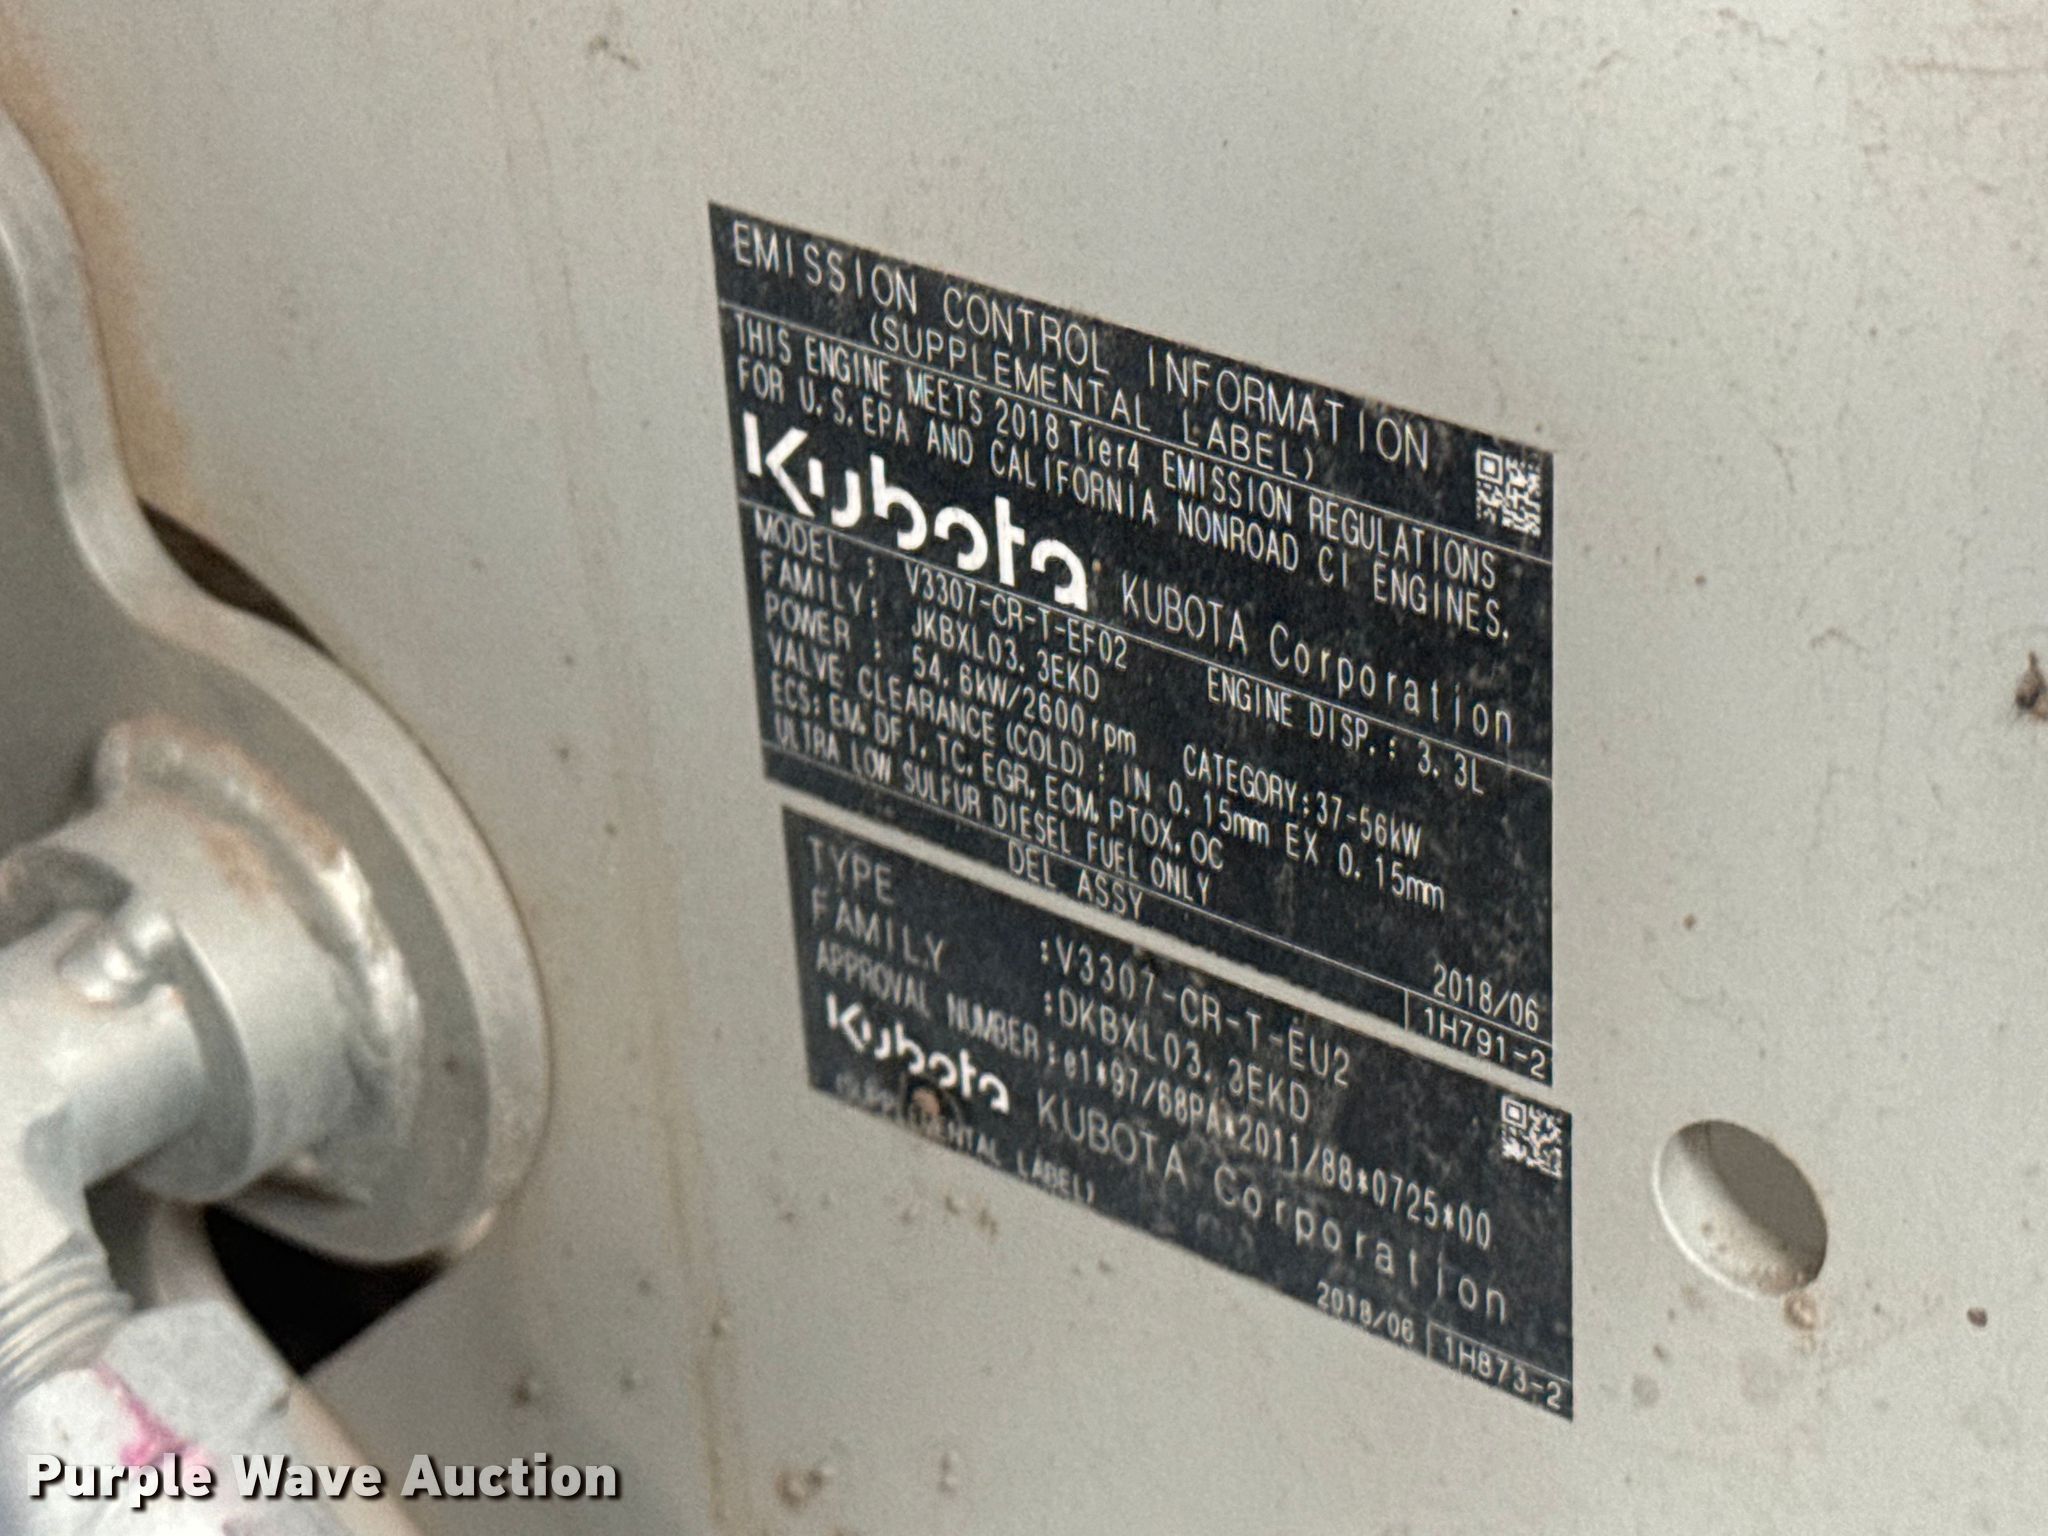 EMISSION CONTROL INFORMATION
(SUPPLEMENTAL LABEL)
THIS ENGINE MEETS 2018 Tier4 EMISSION REGULATIONS
FOR U.S.EPA AND CALIFORNIA NONROAD CI ENGINES.
Kubota KUBOTA Corporation
MODEL : V3307-CR-T-EF02 ENGINE DISP.: 3.3L
FAMILY: JKBXL03.3EKD
POWER : 54.6kW/2600rpm CATEGORY:37-56kW
VALVE CLEARANCE (COLD): IN 0.15mm EX 0.15mm
ECS: EM, DFI, TC, EGR, ECM, PTOX, OC
ULTRA LOW SULFUR DIESEL FUEL ONLY
DEL ASSY
2018/06
1H791-2
TYPE :V3307-CR-T-EU2
FAMILY :DKBXL03.3EKD
APPROVAL NUMBER:e1*97/68PA*2011/88*0725*00
Kubota KUBOTA Corporation
(SUPPLEMENTAL LABEL)
2018/06 1H873-2
Purple Wave Auction